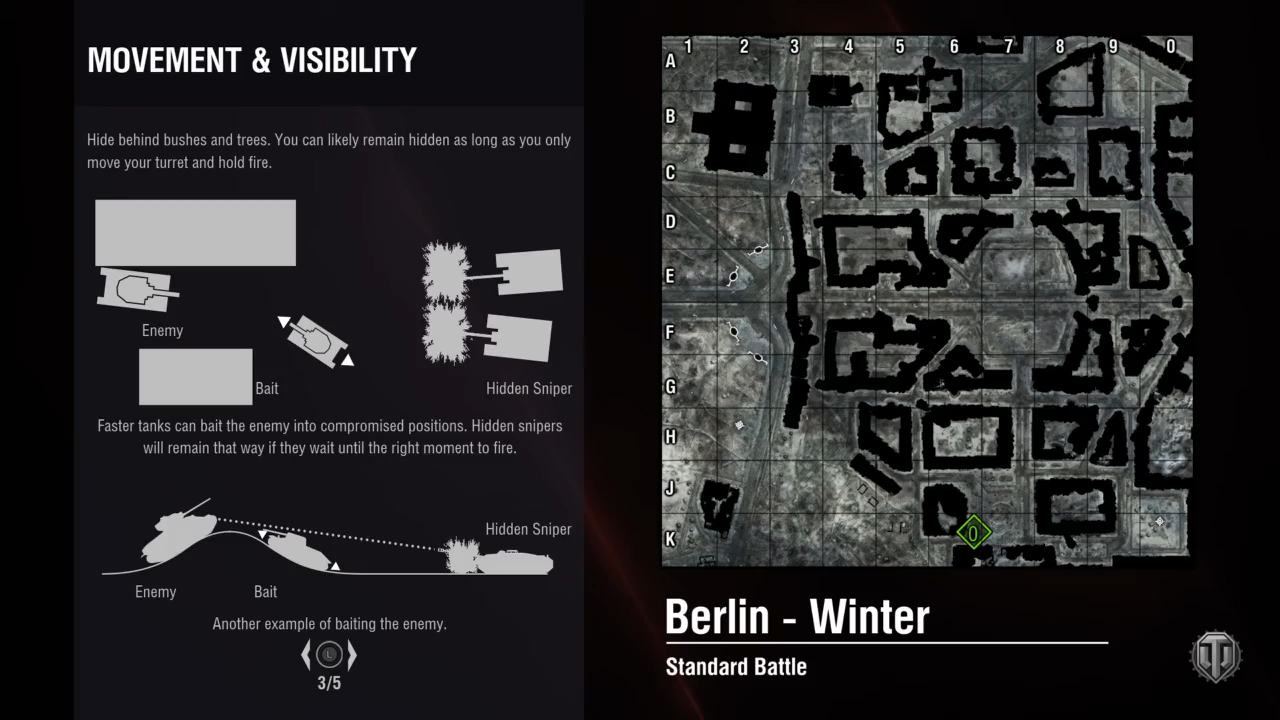 MOVEMENT & VISIBILITY
Hide behind bushes and trees. You can likely remain hidden as long as you only
move your turret and hold fire.
Enemy
Bait
Hidden Sniper
Faster tanks can bait the enemy into compromised positions. Hidden snipers
will remain that way if they wait until the right moment to fire.
Hidden Sniper
Enemy
Bait
Another example of baiting the enemy.
L
3/5
1 2 3 4 5 6 7 8 9 0
A
B
C
D
E
F
G
H
J
K
0
Berlin - Winter
Standard Battle